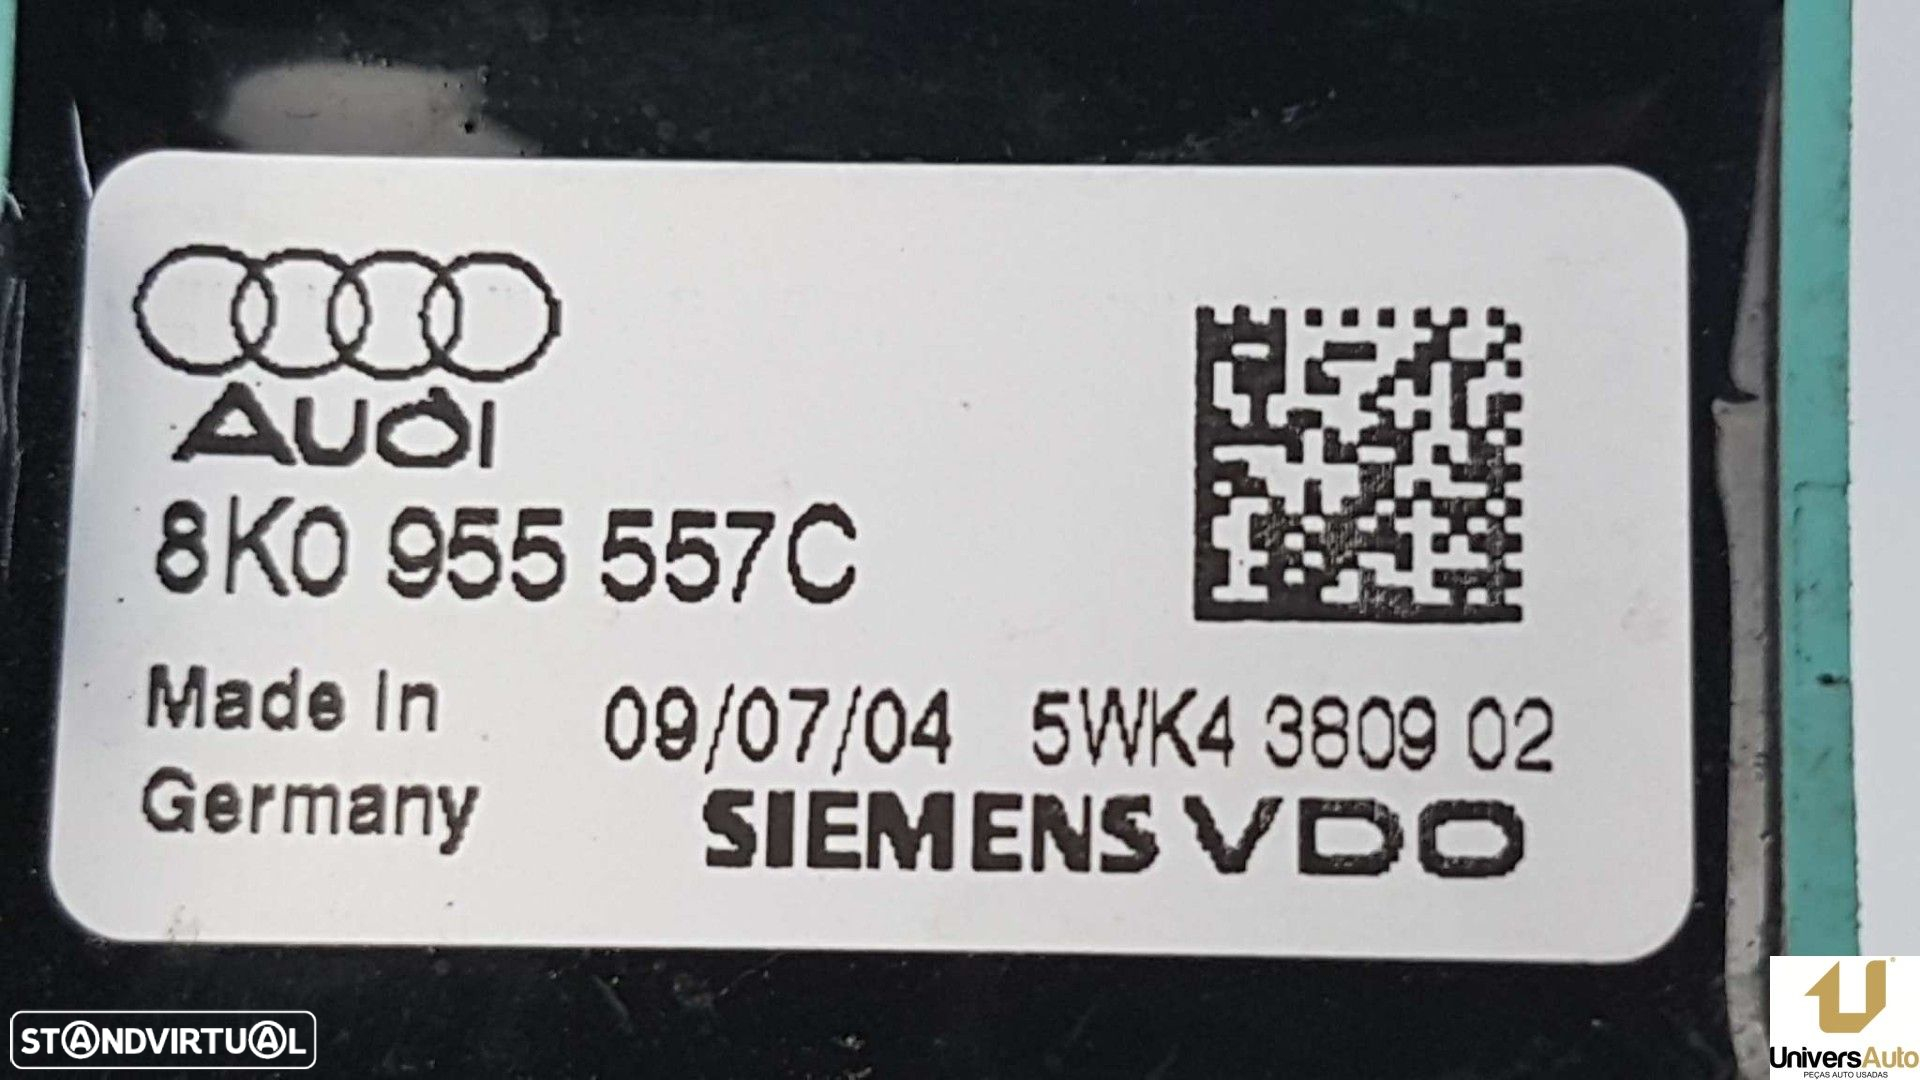 AUDI
8K0 955 557C
Made In
Germany
09/07/04 5WK4 3809 02
SIEMENS VDO
STANDVIRTUAL
UniversAuto
PEÇAS AUTO USADAS